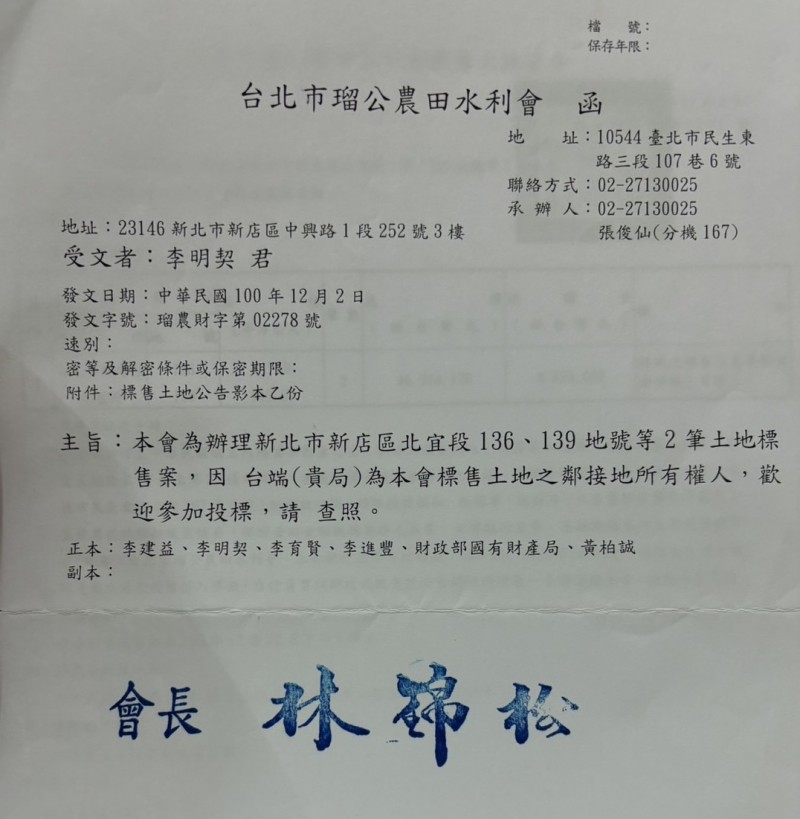 檔　　號：
保存年限：
台北市瑠公農田水利會　函
地　　址：10544 臺北市民生東
路三段 107 巷 6 號
聯絡方式：02-27130025
承 辦 人：02-27130025
張俊仙(分機 167)
地址：23146 新北市新店區中興路 1 段 252 號 3 樓
受文者：李明契 君
發文日期：中華民國 100 年 12 月 2 日
發文字號：瑠農財字第 02278 號
速別：
密等及解密條件或保密期限：
附件：標售土地公告影本乙份
主旨：本會為辦理新北市新店區北宜段 136、139 地號等 2 筆土地標
售案，因 台端(貴局)為本會標售土地之鄰接地所有權人，歡
迎參加投標，請 查照。
正本：李建益、李明契、李育賢、李進豐、財政部國有財產局、黃柏誠
副本：
會長 林錦松